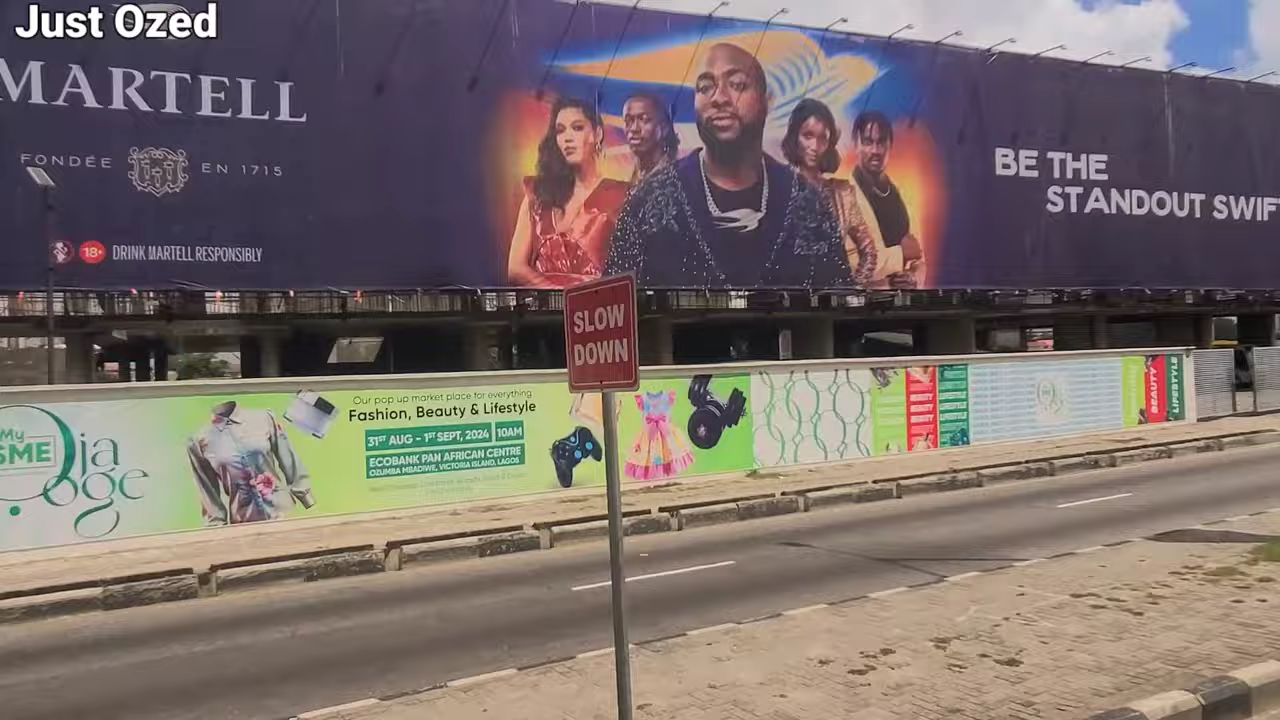 Just Ozed
MARTELL
FONDÉE EN 1715
18+ DRINK MARTELL RESPONSIBLY
BE THE
STANDOUT SWIF
SLOW
DOWN
My
SME
Oja
Oge
Our pop up market place for everything
Fashion, Beauty & Lifestyle
31ST AUG - 1ST SEPT, 2024 10AM
ECOBANK PAN AFRICAN CENTRE
OZUMBA MBADIWE, VICTORIA ISLAND, LAGOS
BEAUTY
LIFESTYLE